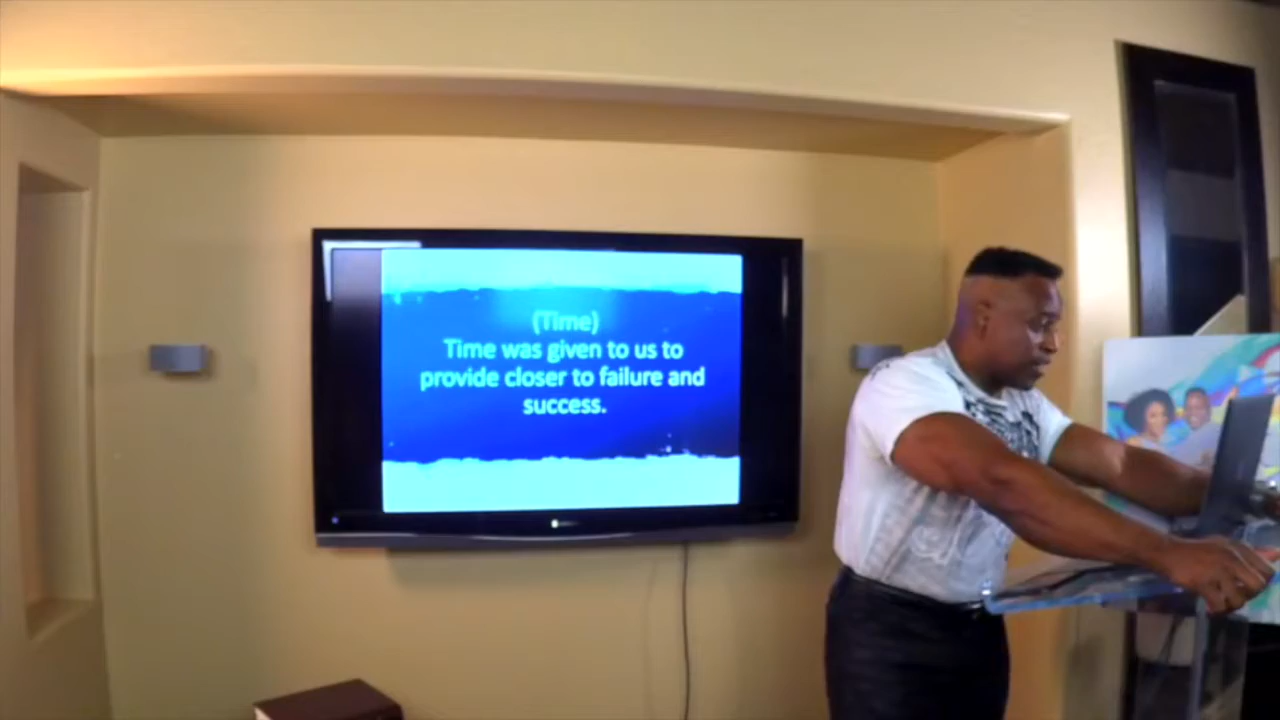 (Time)
Time was given to us to
provide closer to failure and
success.